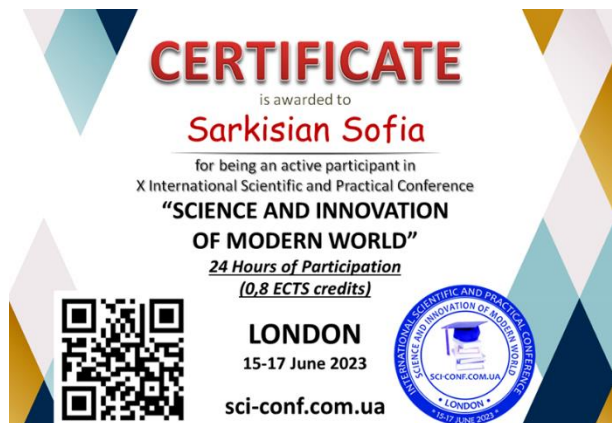 CERTIFICATE
is awarded to
Sarkisian Sofia
for being an active participant in
X International Scientific and Practical Conference
“SCIENCE AND INNOVATION
OF MODERN WORLD”
24 Hours of Participation
(0,8 ECTS credits)
LONDON
15-17 June 2023
sci-conf.com.ua
INTERNATIONAL SCIENTIFIC AND PRACTICAL CONFERENCE
SCIENCE AND INNOVATION OF MODERN WORLD
SCI-CONF.COM.UA
• LONDON •
* 15-17 JUNE 2023 *